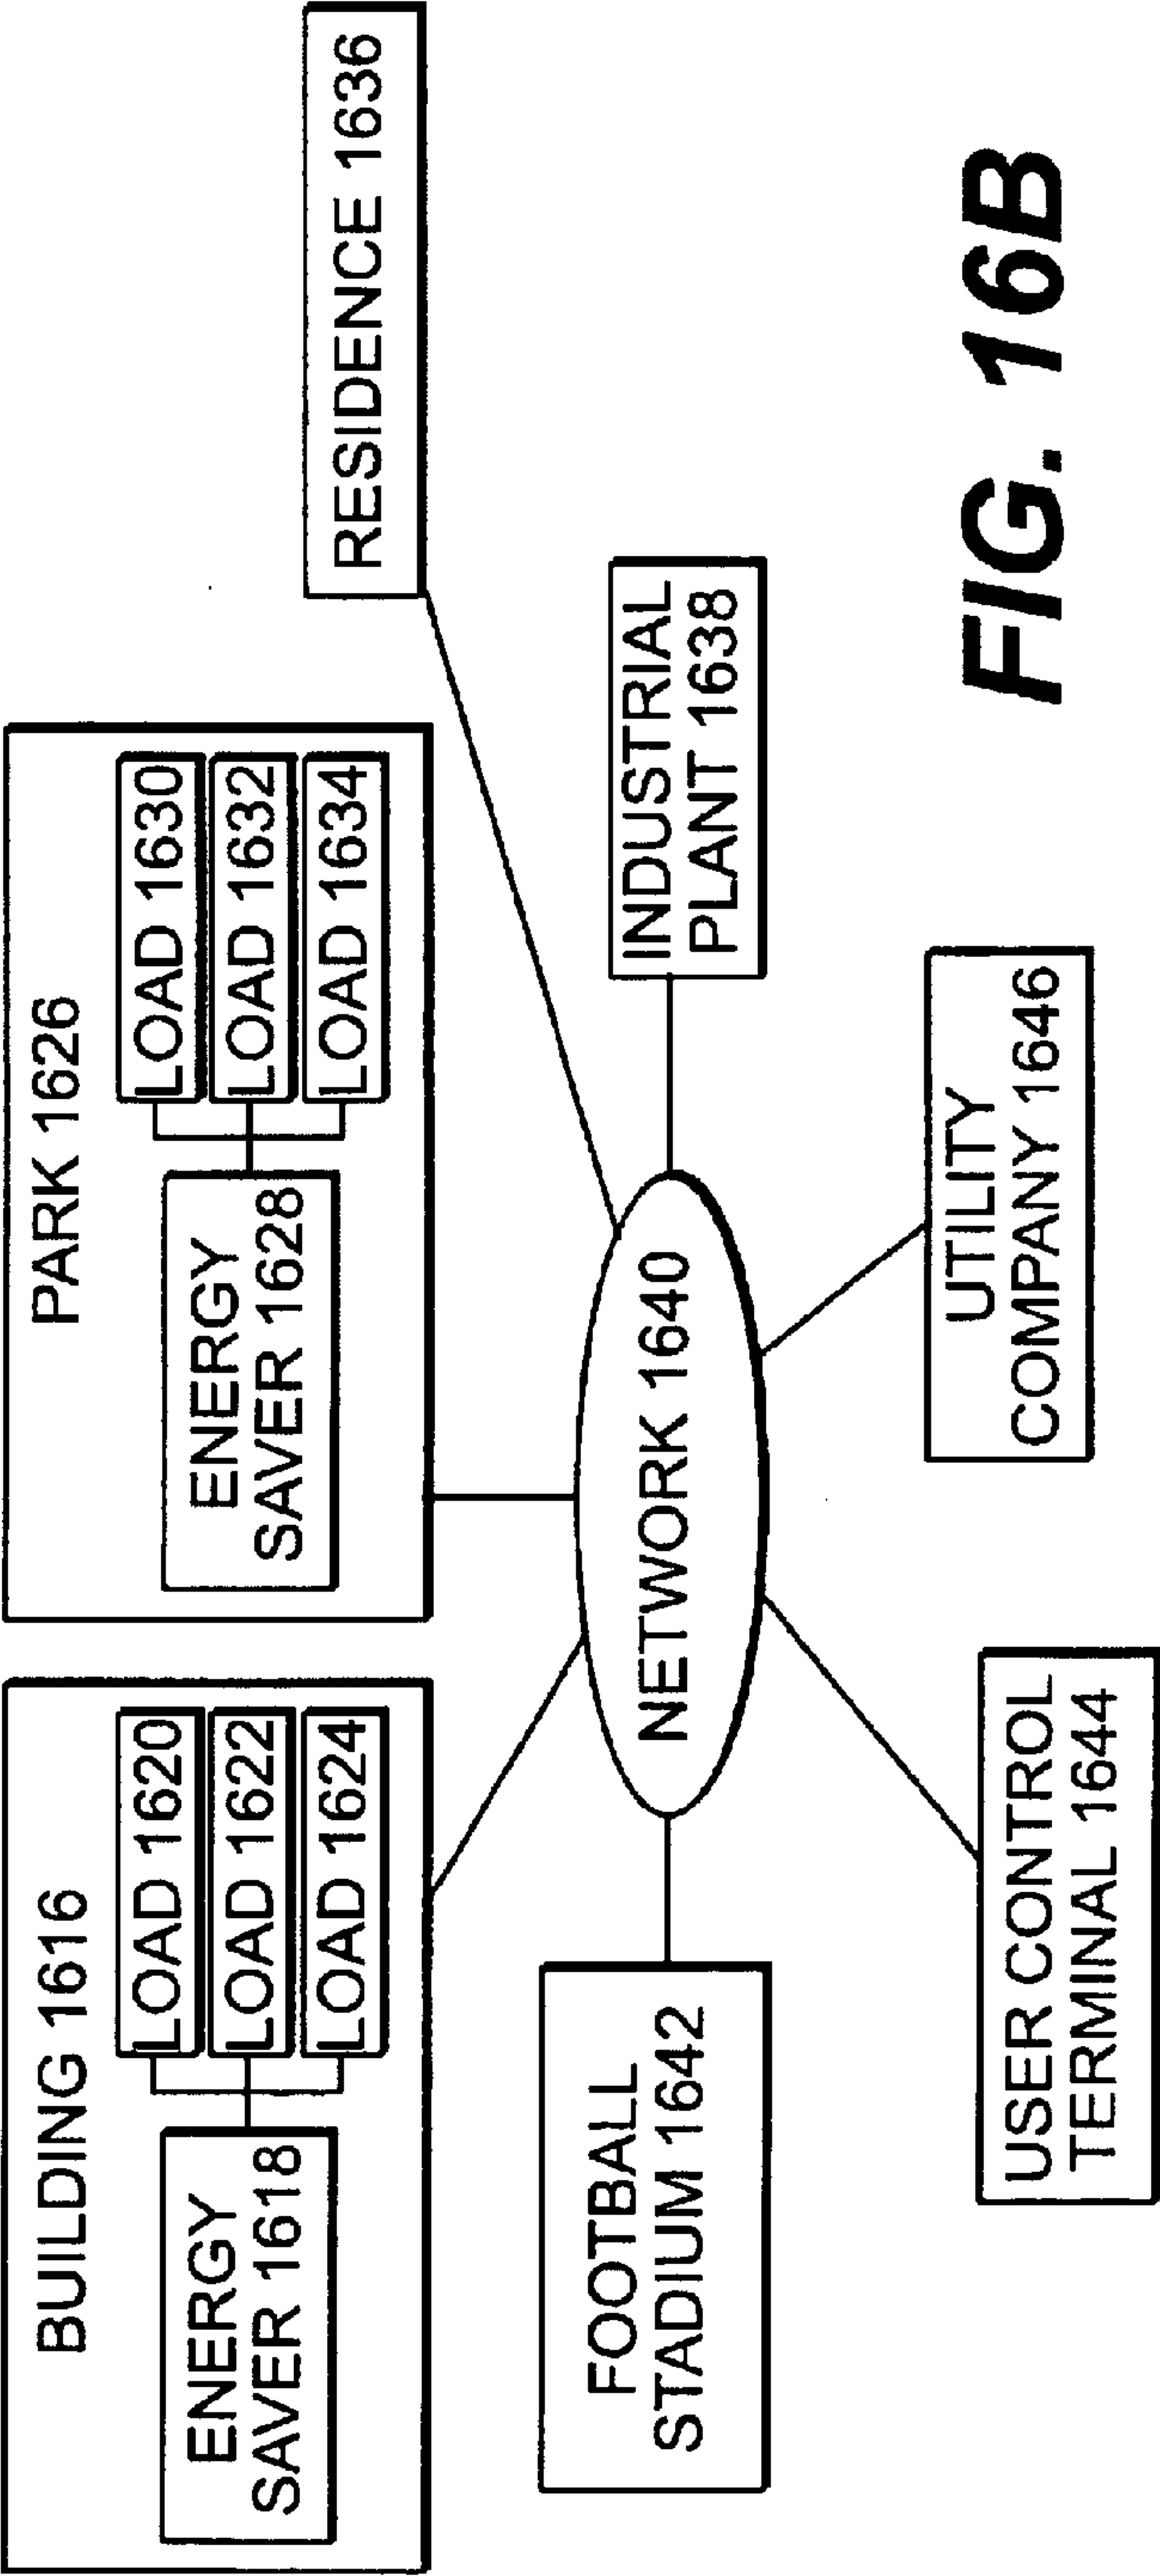 BUILDING 1616
ENERGY
SAVER 1618
LOAD 1620
LOAD 1622
LOAD 1624
PARK 1626
ENERGY
SAVER 1628
LOAD 1630
LOAD 1632
LOAD 1634
RESIDENCE 1636
FOOTBALL
STADIUM 1642
NETWORK 1640
INDUSTRIAL
PLANT 1638
USER CONTROL
TERMINAL 1644
UTILITY
COMPANY 1646
FIG. 16B